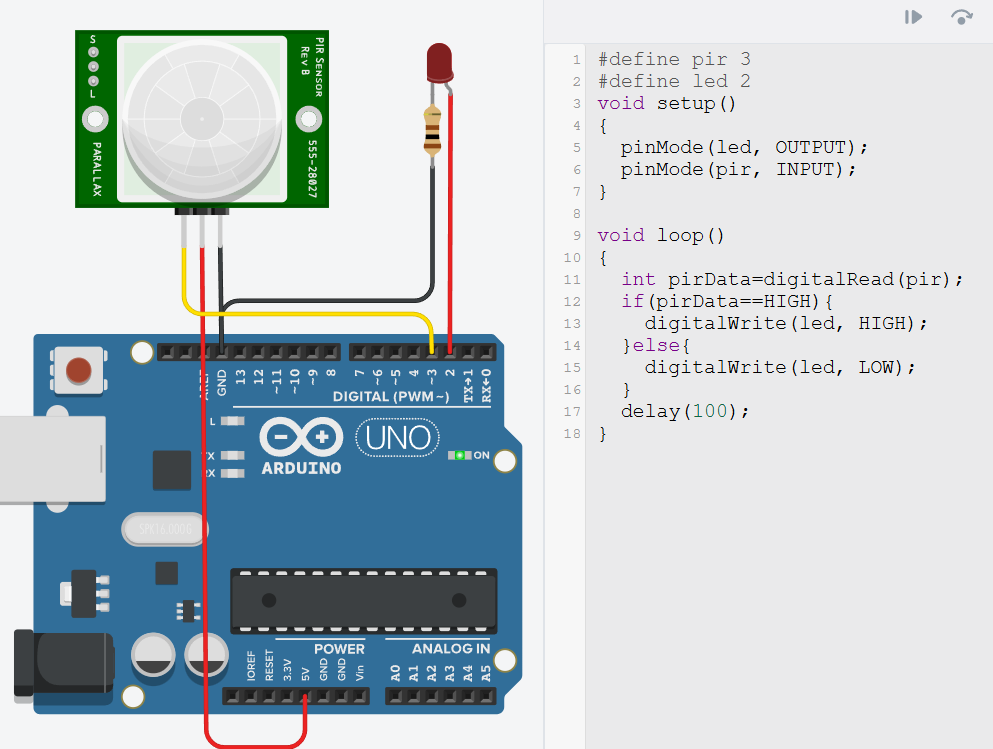 S
L
PIR SENSOR
REV B
PARALLAX
555-28027
1 #define pir 3
2 #define led 2
3 void setup()
4 {
5 pinMode(led, OUTPUT);
6 pinMode(pir, INPUT);
7 }
8
9 void loop()
10 {
11 int pirData=digitalRead(pir);
12 if(pirData==HIGH){
13 digitalWrite(led, HIGH);
14 }else{
15 digitalWrite(led, LOW);
16 }
17 delay(100);
18 }
GND 13 12 ~11 ~10 ~9 8 7 ~6 ~5 4 ~3 2 TX→1 RX←0
DIGITAL (PWM~)
L
UNO
ARDUINO
ON
SPK16.000G
POWER
ANALOG IN
IOREF RESET 3.3V 5V GND GND Vin A0 A1 A2 A3 A4 A5